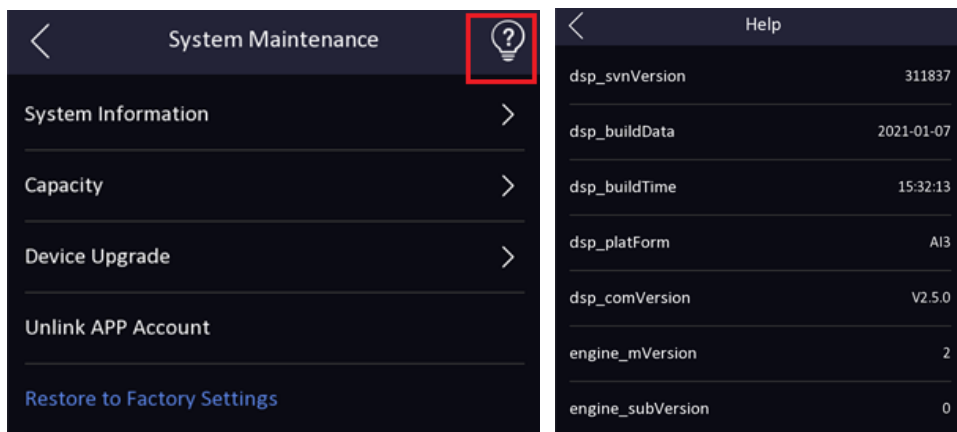 System Maintenance
System Information
Capacity
Device Upgrade
Unlink APP Account
Restore to Factory Settings
Help
dsp_svnVersion 311837
dsp_buildData 2021-01-07
dsp_buildTime 15:32:13
dsp_platForm AI3
dsp_comVersion V2.5.0
engine_mVersion 2
engine_subVersion 0